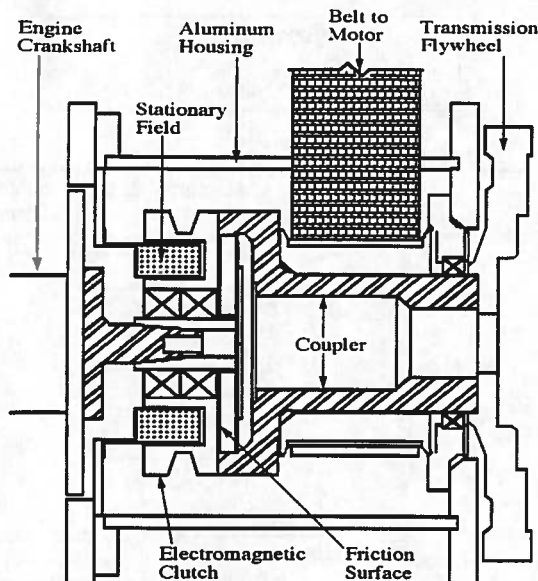 Engine
Crankshaft
Aluminum
Housing
Belt to
Motor
Transmission
Flywheel
Stationary
Field
Coupler
Electromagnetic
Clutch
Friction
Surface